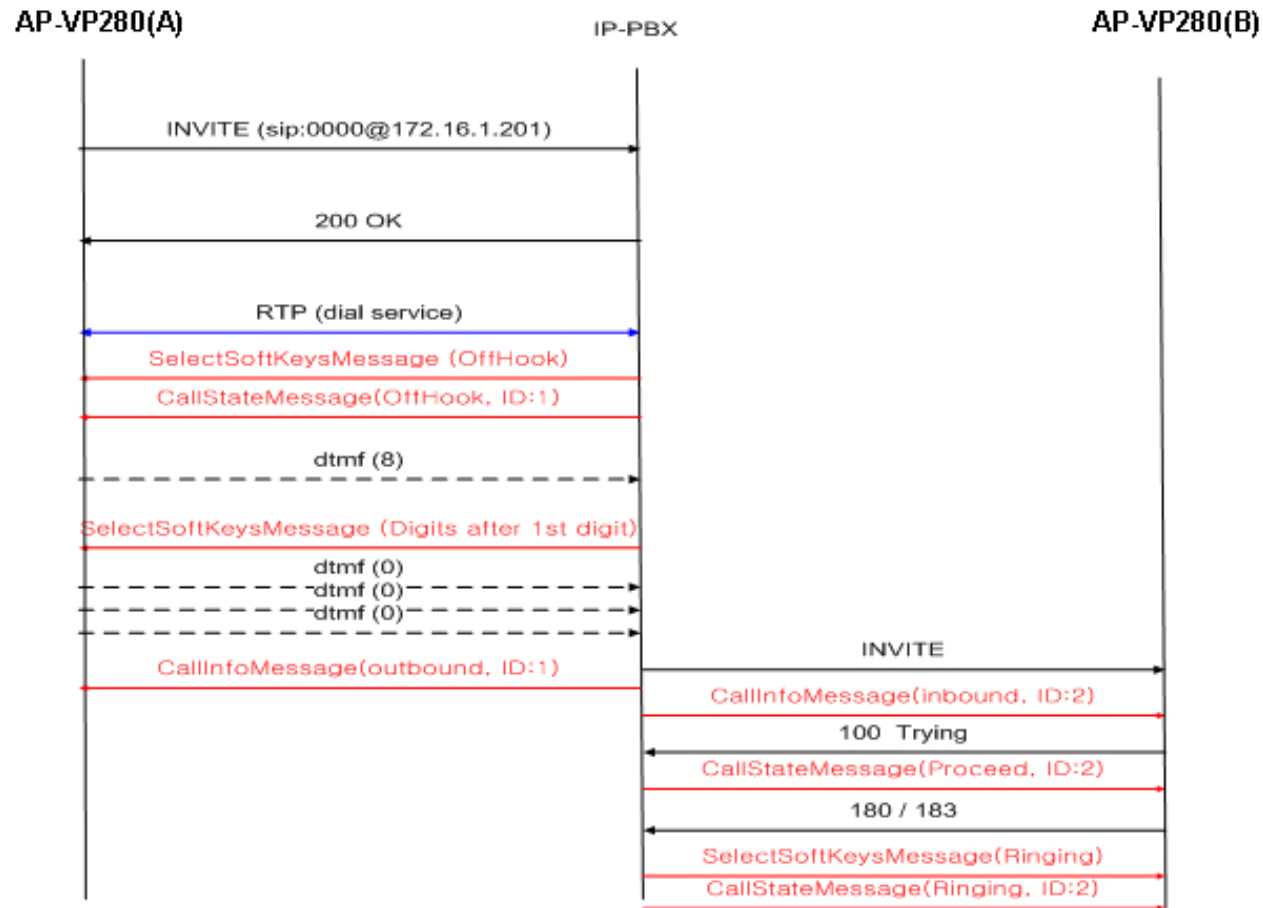 AP-VP280(A)
IP-PBX
AP-VP280(B)
INVITE (sip:0000@172.16.1.201)
200 OK
RTP (dial service)
SelectSoftKeysMessage (OffHook)
CallStateMessage(OffHook, ID:1)
dtmf (8)
SelectSoftKeysMessage (Digits after 1st digit)
dtmf (0)
dtmf (0)
dtmf (0)
INVITE
CallInfoMessage(outbound, ID:1)
CallInfoMessage(inbound, ID:2)
100 Trying
CallStateMessage(Proceed, ID:2)
180 / 183
SelectSoftKeysMessage(Ringing)
CallStateMessage(Ringing, ID:2)